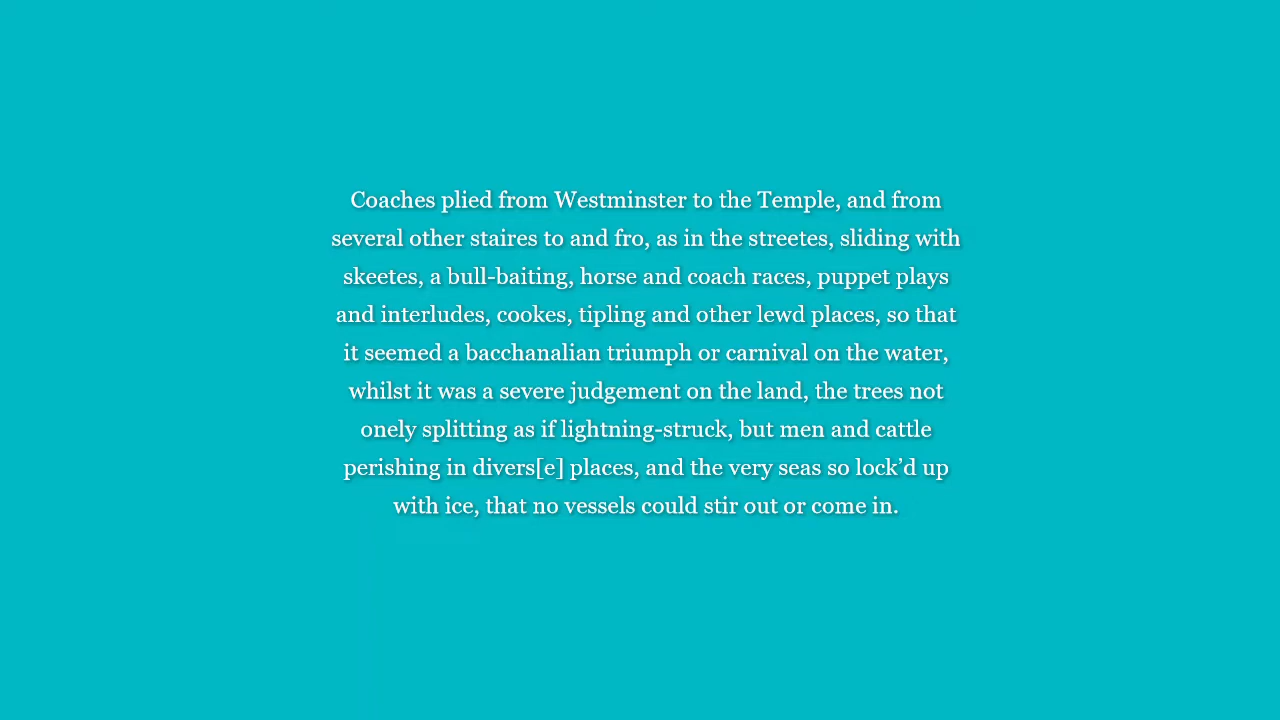 Coaches plied from Westminster to the Temple, and from
several other staires to and fro, as in the streetes, sliding with
skeetes, a bull-baiting, horse and coach races, puppet plays
and interludes, cookes, tipling and other lewd places, so that
it seemed a bacchanalian triumph or carnival on the water,
whilst it was a severe judgement on the land, the trees not
onely splitting as if lightning-struck, but men and cattle
perishing in divers[e] places, and the very seas so lock’d up
with ice, that no vessels could stir out or come in.